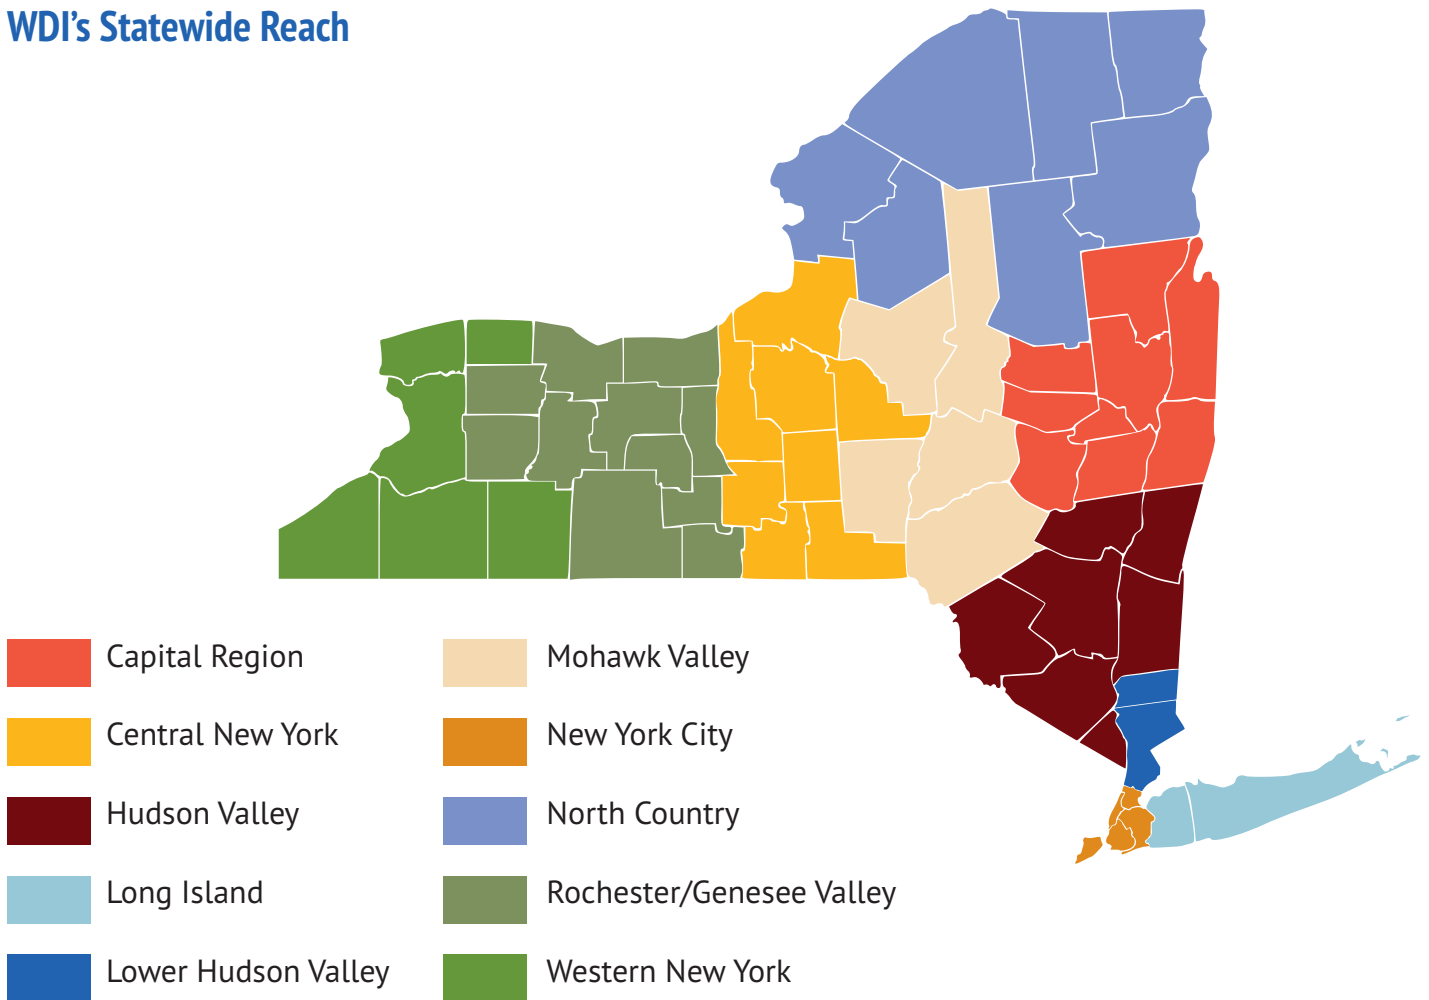 WDI’s Statewide Reach
Capital Region
Central New York
Hudson Valley
Long Island
Lower Hudson Valley
Mohawk Valley
New York City
North Country
Rochester/Genesee Valley
Western New York